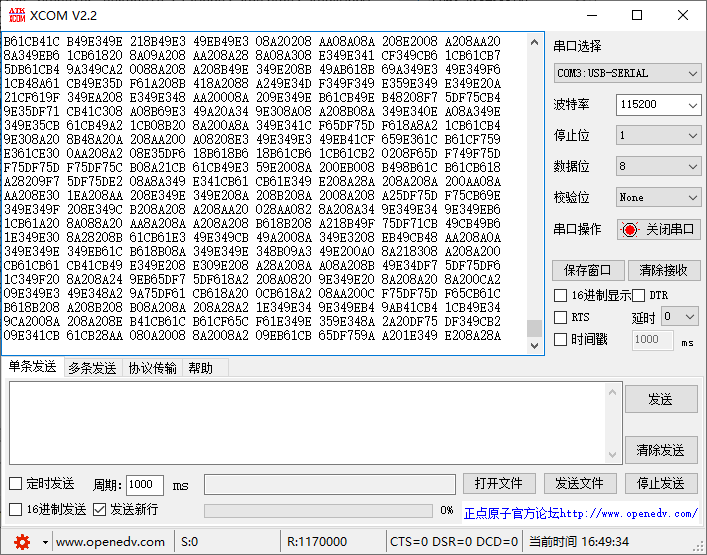 XCOM V2.2
B61CB41C B49E349E 218B49E3 49EB49E3 08A20208 AA08A08A 208E2008 A208AA20
8A349EB6 1CB61820 8A09A208 AA208A28 8A08A308 E349E341 CF349CB6 1CB61CB7
5DB61CB4 9A349CA2 0088A208 A208B49E 349E208B 49AB618B 69A349E3 49E349F6
1CB48A61 CB49E35D F61A208B 418A2088 A249E34D F349F349 E359E349 E349E20A
21CF619F 349E208E E349E348 AA20008A 209E349E B61CB49E B48208F7 5DF75CB4
9E35DF71 CB41C308 A08B69E3 49A20A34 9E308A08 A208B08A 349E340E A08A349E
349E35CB 61CB49A2 1CB08B20 8A200A8A 349E341C F65DF75D F618A8A2 1CB61CB4
9E308A20 8B48A20A 208AA200 A08208E3 49E349E3 49EB41CF 659E361C B61CF759
E361CE30 0AA208A2 08E35DF6 18B618B6 18B61CB6 1CB61CB2 0208F65D F749F75D
F75DF75D F75DF75C B08A21CB 61CB49E3 59E2008A 200EB008 B498B61C B61CB618
A28209F7 5DF75DE2 08A8A349 E341CB61 CB61E349 E208A28A 208A208A 200AA08A
AA208E30 1EA208AA 208E349E 349E208A 208B208A 2008A208 A25DF75D F75CB69E
349E349F 208E349C B208A208 A208AA20 028AA082 8A208A34 9E349E34 9E349EB6
1CB61A20 8A088A20 AA8A208A A208A208 B618B208 A218B49F 75DF71CB 49CB49B6
1E349E30 8A28208B 61CB61E3 49E349CB 49A2008A 349E3208 EB49CB48 AA208A0A
349E349E 349EB61C B618B08A 349E349E 348B09A3 49E200A0 8A218308 A208A200
CB61CB61 CB41CB49 E349E208 E309E208 A28A208A A08A208B 49E34DF7 5DF75DF6
1C349F20 8A208A24 9EB65DF7 5DF618A2 208A0820 9E349E20 8A208A20 8A200CA2
09E349E3 49E348A2 9A75DF61 CB618A20 0CB618A2 08AA200C F75DF75D F65CB61C
B618B208 A208B208 B08A208A 208A28A2 1E349E34 9E349EB4 9AB41CB4 1CB49E34
9CA2008A 208A208E B41CB61C B61CF65C F61E349E 359E348A 2A20DF75 DF349CB2
09E341CB 61CB28AA 080A2008 8A2008A2 09EB61CB 65DF759A A201E349 E208A28A
串口选择
COM3:USB-SERIAL
波特率 115200
停止位 1
数据位 8
校验位 None
串口操作 关闭串口
保存窗口 清除接收
16进制显示 DTR
RTS 延时 0
时间戳 1000 ms
单条发送 多条发送 协议传输 帮助
发送
清除发送
定时发送 周期: 1000 ms 打开文件 发送文件 停止发送
16进制发送 发送新行 0% 正点原子官方论坛http://www.openedv.com/
www.openedv.com S:0 R:1170000 CTS=0 DSR=0 DCD=0 当前时间 16:49:34